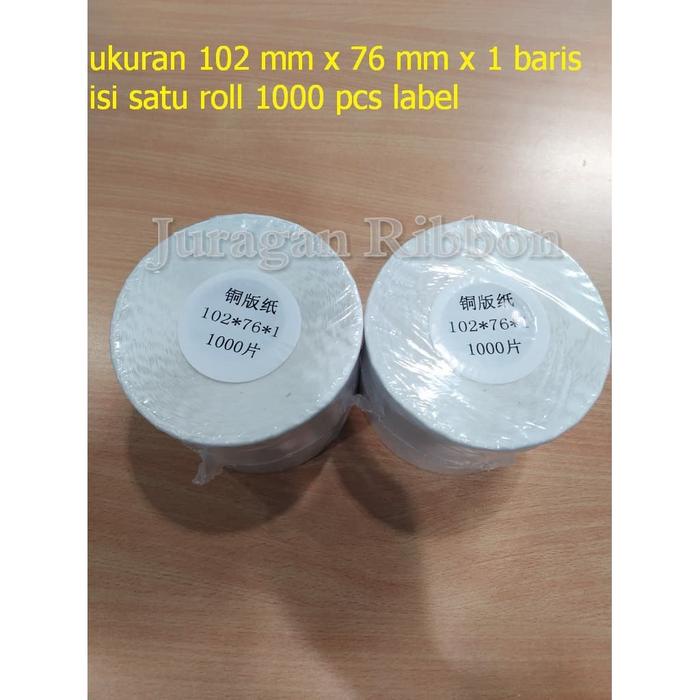 ukuran 102 mm x 76 mm x 1 baris
isi satu roll 1000 pcs label
Juragan Ribbon
铜版纸
102*76*1
1000片
铜版纸
102*76*1
1000片